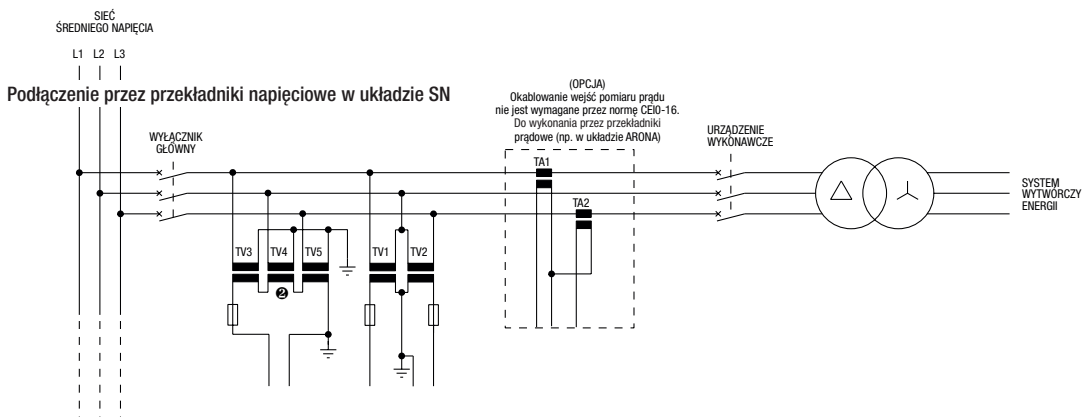 SIEĆ
ŚREDNIEGO NAPIĘCIA
L1 L2 L3
Podłączenie przez przekładniki napięciowe w układzie SN
(OPCJA)
Okablowanie wejść pomiaru prądu
nie jest wymagane przez normę CEI0-16.
Do wykonania przez przekładniki
prądowe (np. w układzie ARONA)
WYŁĄCZNIK
GŁÓWNY
URZĄDZENIE
WYKONAWCZE
TA1
TA2
SYSTEM
WYTWÓRCZY
ENERGII
TV3 TV4 TV5 TV1 TV2
2